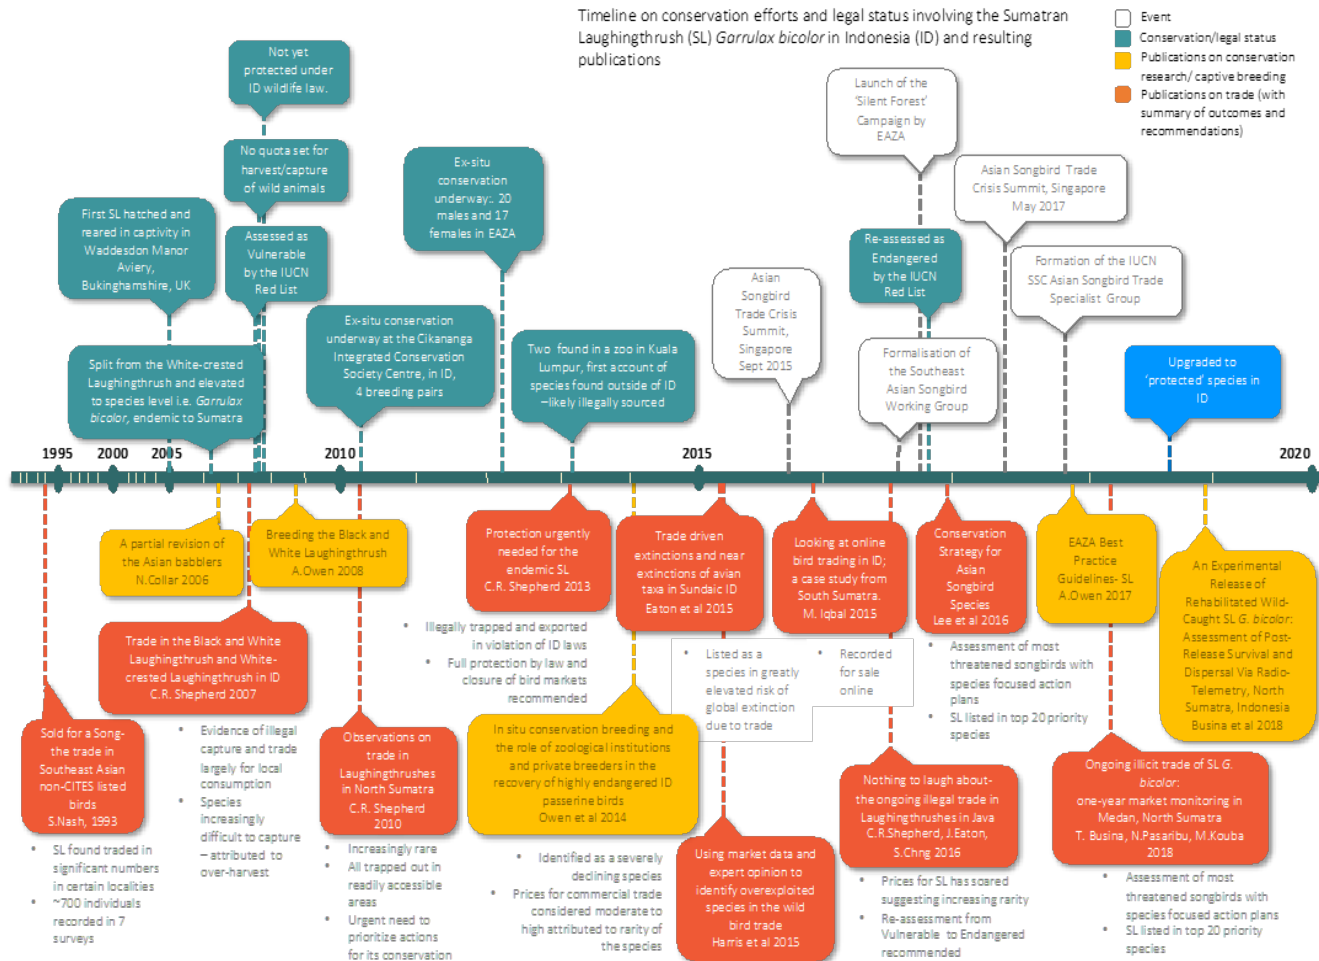 Timeline on conservation efforts and legal status involving the Sumatran
Laughingthrush (SL) Garrulax bicolor in Indonesia (ID) and resulting
publications
Event
Conservation/legal status
Publications on conservation
research/ captive breeding
Publications on trade (with
summary of outcomes and
recommendations)
Not yet
protected under
ID wildlife law.
No quota set for
harvest/capture
of wild animals
First SL hatched and
reared in captivity in
Waddesdon Manor
Aviery,
Bukinghamshire, UK
Assessed as
Vulnerable
by the IUCN
Red List
Split from the White-crested
Laughingthrush and elevated
to species level i.e. Garrulax
bicolor, endemic to Sumatra
Ex-situ conservation
underway at the Cikananga
Integrated Conservation
Society Centre, in ID,
4 breeding pairs
Ex-situ
conservation
underway:. 20
males and 17
females in EAZA
Two found in a zoo in Kuala
Lumpur, first account of
species found outside of ID
–likely illegally sourced
Asian
Songbird
Trade Crisis
Summit,
Singapore
Sept 2015
Launch of the
'Silent Forest'
Campaign by
EAZA
Re-assessed as
Endangered
by the IUCN
Red List
Formalisation of
the Southeast
Asian Songbird
Working Group
Asian Songbird Trade
Crisis Summit, Singapore
May 2017
Formation of the IUCN
SSC Asian Songbird Trade
Specialist Group
Upgraded to
'protected' species in
ID
1995
2000
2005
2010
2015
2020
A partial revision of
the Asian babblers
N.Collar 2006
Breeding the Black and
White Laughingthrush
A.Owen 2008
Trade in the Black and White
Laughingthrush and White-
crested Laughingthrush in ID
C.R. Shepherd 2007
• Evidence of illegal
capture and trade
largely for local
consumption
• Species
increasingly
difficult to capture
– attributed to
over-harvest
Sold for a Song-
the trade in
Southeast Asian
non-CITES listed
birds
S.Nash, 1993
• SL found traded in
significant numbers
in certain localities
• ~700 individuals
recorded in 7
surveys
Observations on
trade in
Laughingthrushes
in North Sumatra
C.R. Shepherd
2010
• Increasingly rare
• All trapped out in
readily accessible
areas
• Urgent need to
prioritize actions
for its conservation
Protection urgently
needed for the
endemic SL
C.R. Shepherd 2013
• Illegally trapped and exported
in violation of ID laws
• Full protection by law and
closure of bird markets
recommended
In situ conservation breeding and
the role of zoological institutions
and private breeders in the
recovery of highly endangered ID
passerine birds
Owen et al 2014
• Identified as a severely
declining species
• Prices for commercial trade
considered moderate to
high attributed to rarity of
the species
Trade driven
extinctions and near
extinctions of avian
taxa in Sundaic ID
Eaton et al 2015
• Listed as a
species in greatly
elevated risk of
global extinction
due to trade
Using market data and
expert opinion to
identify overexploited
species in the wild
bird trade
Harris et al 2015
Looking at online
bird trading in ID;
a case study from
South Sumatra.
M. Iqbal 2015
• Recorded
for sale
online
Nothing to laugh about-
the ongoing illegal trade in
Laughingthrushes in Java
C.R.Shepherd, J.Eaton,
S.Chng 2016
• Prices for SL has soared
suggesting increasing rarity
• Re-assessment from
Vulnerable to Endangered
recommended
Conservation
Strategy for
Asian
Songbird
Species
Lee et al 2016
• Assessment of most
threatened songbirds with
species focused action
plans
• SL listed in top 20 priority
species
EAZA Best
Practice
Guidelines- SL
A.Owen 2017
Ongoing illicit trade of SL G.
bicolor:
one-year market monitoring in
Medan, North Sumatra
T. Busina, N.Pasaribu, M.Kouba
2018
• Assessment of most
threatened songbirds with
species focused action plans
• SL listed in top 20 priority
species
An Experimental
Release of
Rehabilitated Wild-
Caught SL G. bicolor:
Assessment of Post-
Release Survival and
Dispersal Via Radio-
Telemetry, North
Sumatra, Indonesia
Busina et al 2018